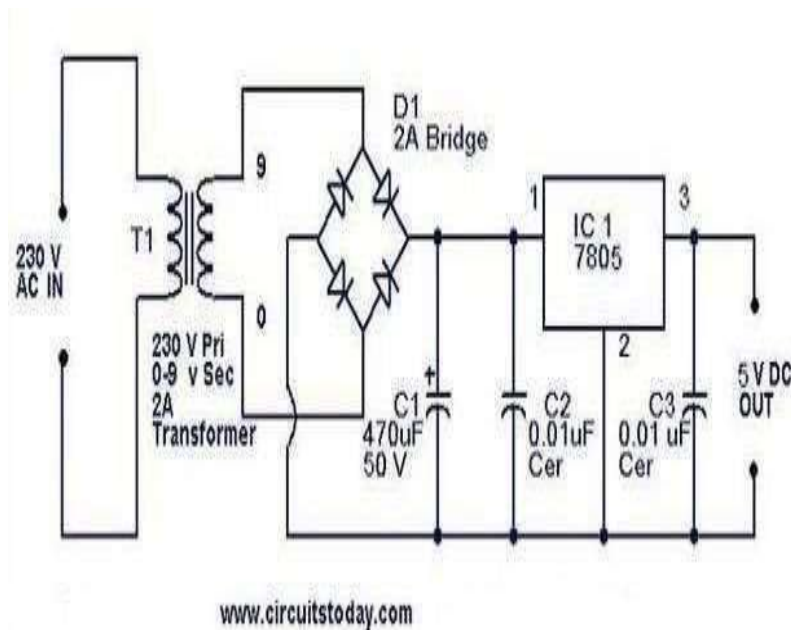 D1
2A Bridge
9
T1
230 V
AC IN
0
230 V Pri
0-9 v Sec
2A
Transformer
1
IC 1
7805
3
2
+
C1
470uF
50 V
C2
0.01uF
Cer
C3
0.01 uF
Cer
5 V DC
OUT
www.circuitstoday.com